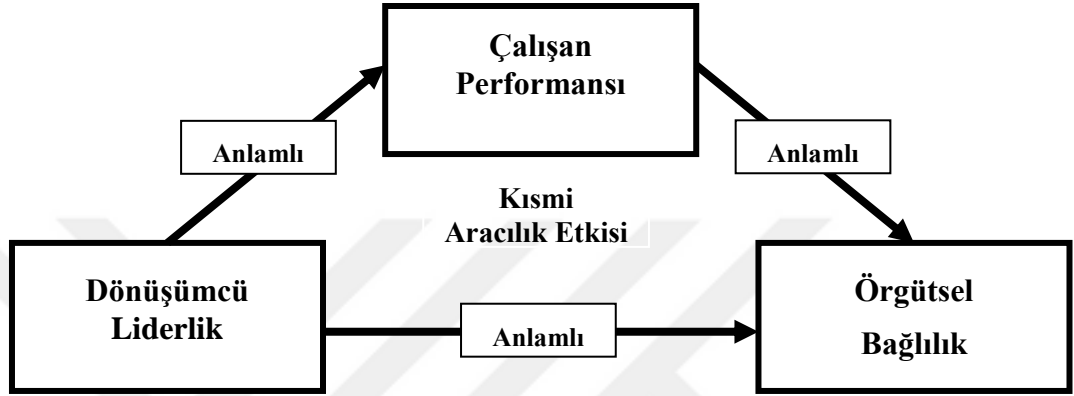 Çalışan
Performansı
Anlamlı
Anlamlı
Kısmi
Aracılık Etkisi
Dönüşümcü
Liderlik
Anlamlı
Örgütsel
Bağlılık